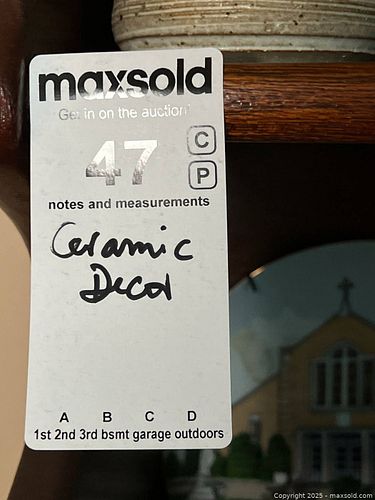 maxsold
Get in on the auction!
47
C
P
notes and measurements
Ceramic
Decor
A B C D
1st 2nd 3rd bsmt garage outdoors
Copyright 2025 - maxsold.com